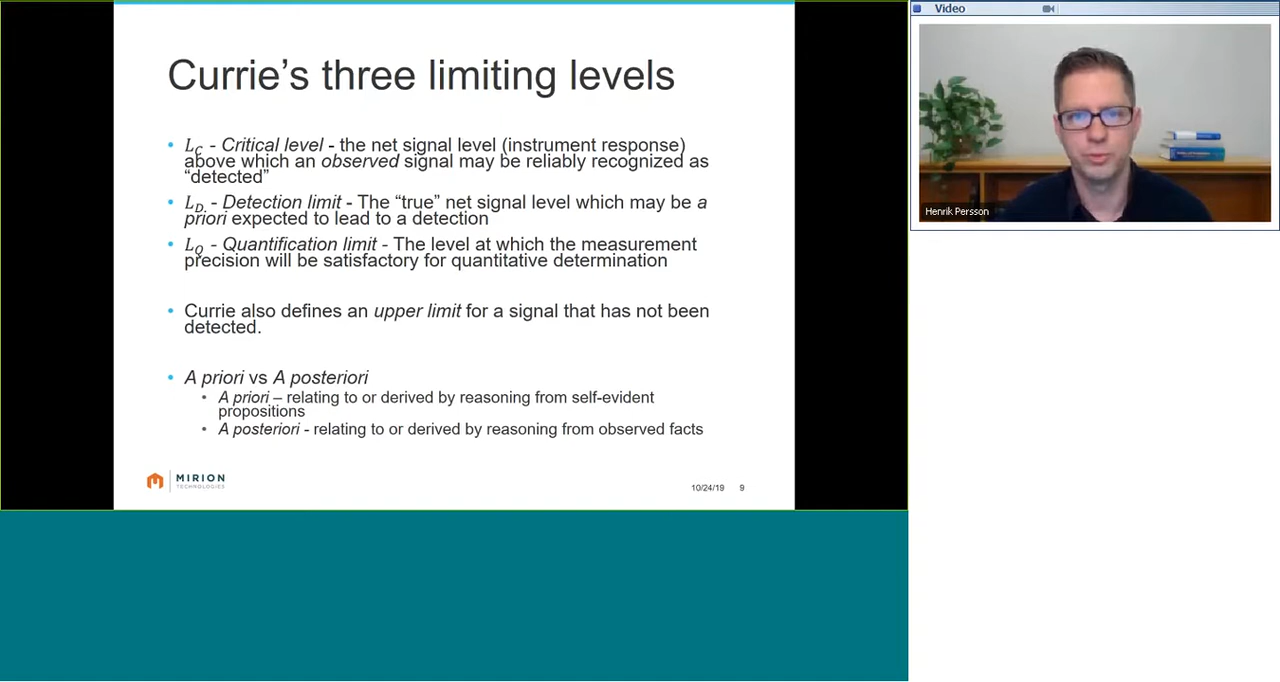 Currie’s three limiting levels
• L_C - Critical level - the net signal level (instrument response)
above which an observed signal may be reliably recognized as
“detected”
• L_D. - Detection limit - The “true” net signal level which may be a
priori expected to lead to a detection
• L_Q - Quantification limit - The level at which the measurement
precision will be satisfactory for quantitative determination
• Currie also defines an upper limit for a signal that has not been
detected.
• A priori vs A posteriori
• A priori – relating to or derived by reasoning from self-evident
propositions
• A posteriori - relating to or derived by reasoning from observed facts
MIRION
TECHNOLOGIES
10/24/19 9
Video
Henrik Persson